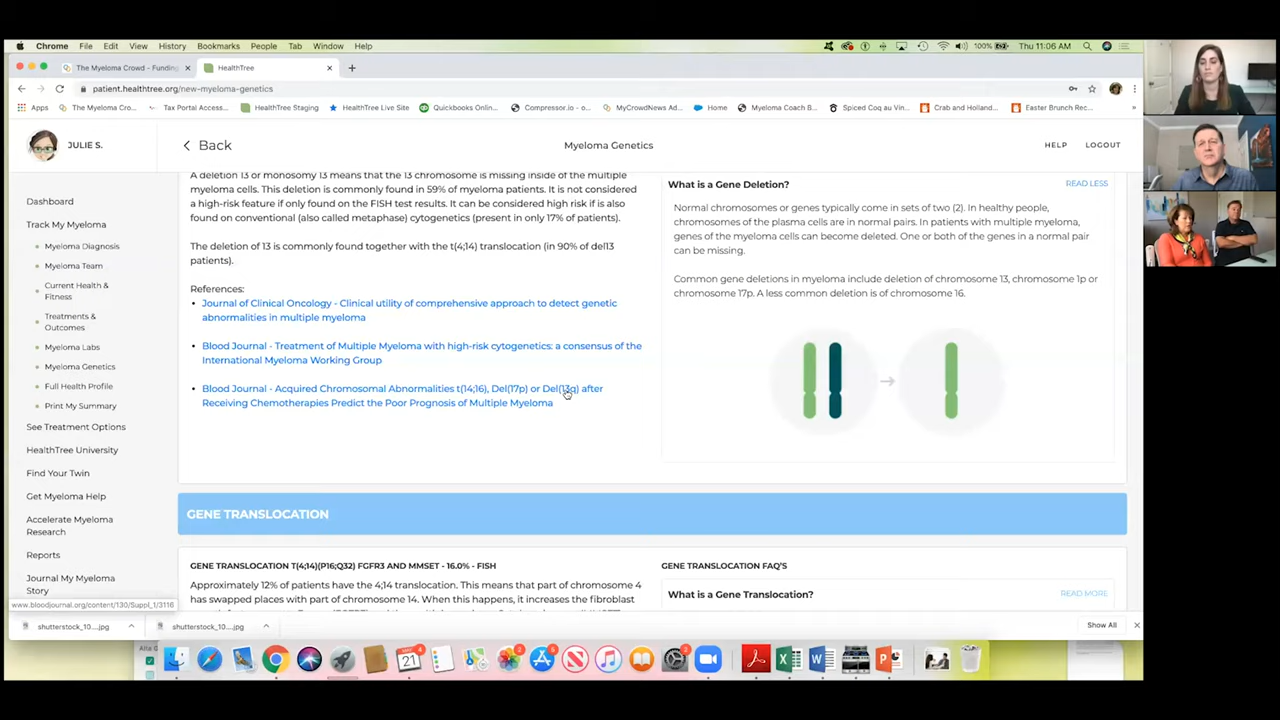 Chrome File Edit View History Bookmarks People Tab Window Help
100% Thu 11:06 AM
The Myeloma Crowd - Funding
HealthTree
patient.healthtree.org/new-myeloma-genetics
Apps The Myeloma Cro... Tax Portal Access... HealthTree Staging HealthTree Live Site Quickbooks Onlin... Compressor.io - o... MyCrowdNews Ad... Home Myeloma Coach B... Spiced Coq au Vin... Crab and Holland... Easter Brunch Rec...
JULIE S.
Back
Myeloma Genetics
HELP LOGOUT
Dashboard
Track My Myeloma
Myeloma Diagnosis
Myeloma Team
Current Health &
Fitness
Treatments &
Outcomes
Myeloma Labs
Myeloma Genetics
Full Health Profile
Print My Summary
See Treatment Options
HealthTree University
Find Your Twin
Get Myeloma Help
Accelerate Myeloma
Research
Reports
Journal My Myeloma
Story
A deletion 13 or monosomy 13 means that the 13 chromosome is missing inside of the multiple
myeloma cells. This deletion is commonly found in 59% of myeloma patients. It is not considered
a high-risk feature if only found on the FISH test results. It can be considered high risk if is also
found on conventional (also called metaphase) cytogenetics (present in only 17% of patients).
The deletion of 13 is commonly found together with the t(4;14) translocation (in 90% of del13
patients).
References:
• Journal of Clinical Oncology - Clinical utility of comprehensive approach to detect genetic
abnormalities in multiple myeloma
• Blood Journal - Treatment of Multiple Myeloma with high-risk cytogenetics: a consensus of the
International Myeloma Working Group
• Blood Journal - Acquired Chromosomal Abnormalities t(14;16), Del(17p) or Del(13q) after
Receiving Chemotherapies Predict the Poor Prognosis of Multiple Myeloma
What is a Gene Deletion?
READ LESS
Normal chromosomes or genes typically come in sets of two (2). In healthy people,
chromosomes of the plasma cells are in normal pairs. In patients with multiple myeloma,
genes of the myeloma cells can become deleted. One or both of the genes in a normal pair
can be missing.
Common gene deletions in myeloma include deletion of chromosome 13, chromosome 1p or
chromosome 17p. A less common deletion is of chromosome 16.
GENE TRANSLOCATION
GENE TRANSLOCATION T(4;14)(P16;Q32) FGFR3 AND MMSET - 16.0% - FISH
Approximately 12% of patients have the 4;14 translocation. This means that part of chromosome 4
has swapped places with part of chromosome 14. When this happens, it increases the fibroblast
GENE TRANSLOCATION FAQ'S
What is a Gene Translocation?
READ MORE
www.bloodjournal.org/content/130/Suppl_1/3116
shutterstock_10....jpg
shutterstock_10....jpg
Show All